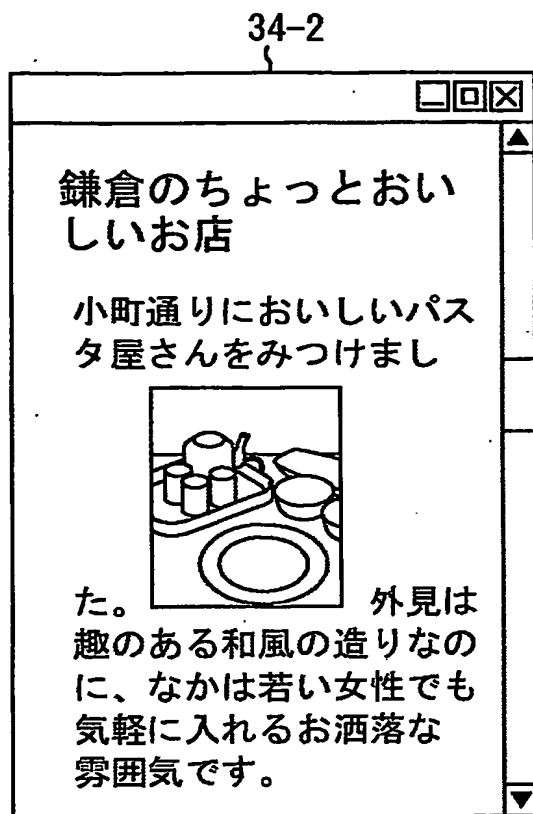 34-2
鎌倉のちょっとおい
しいお店
小町通りにおいしいパス
タ屋さんをみつけまし
た。 外見は
趣のある和風の造りなの
に、なかは若い女性でも
気軽に入れるお洒落な
雰囲気です。